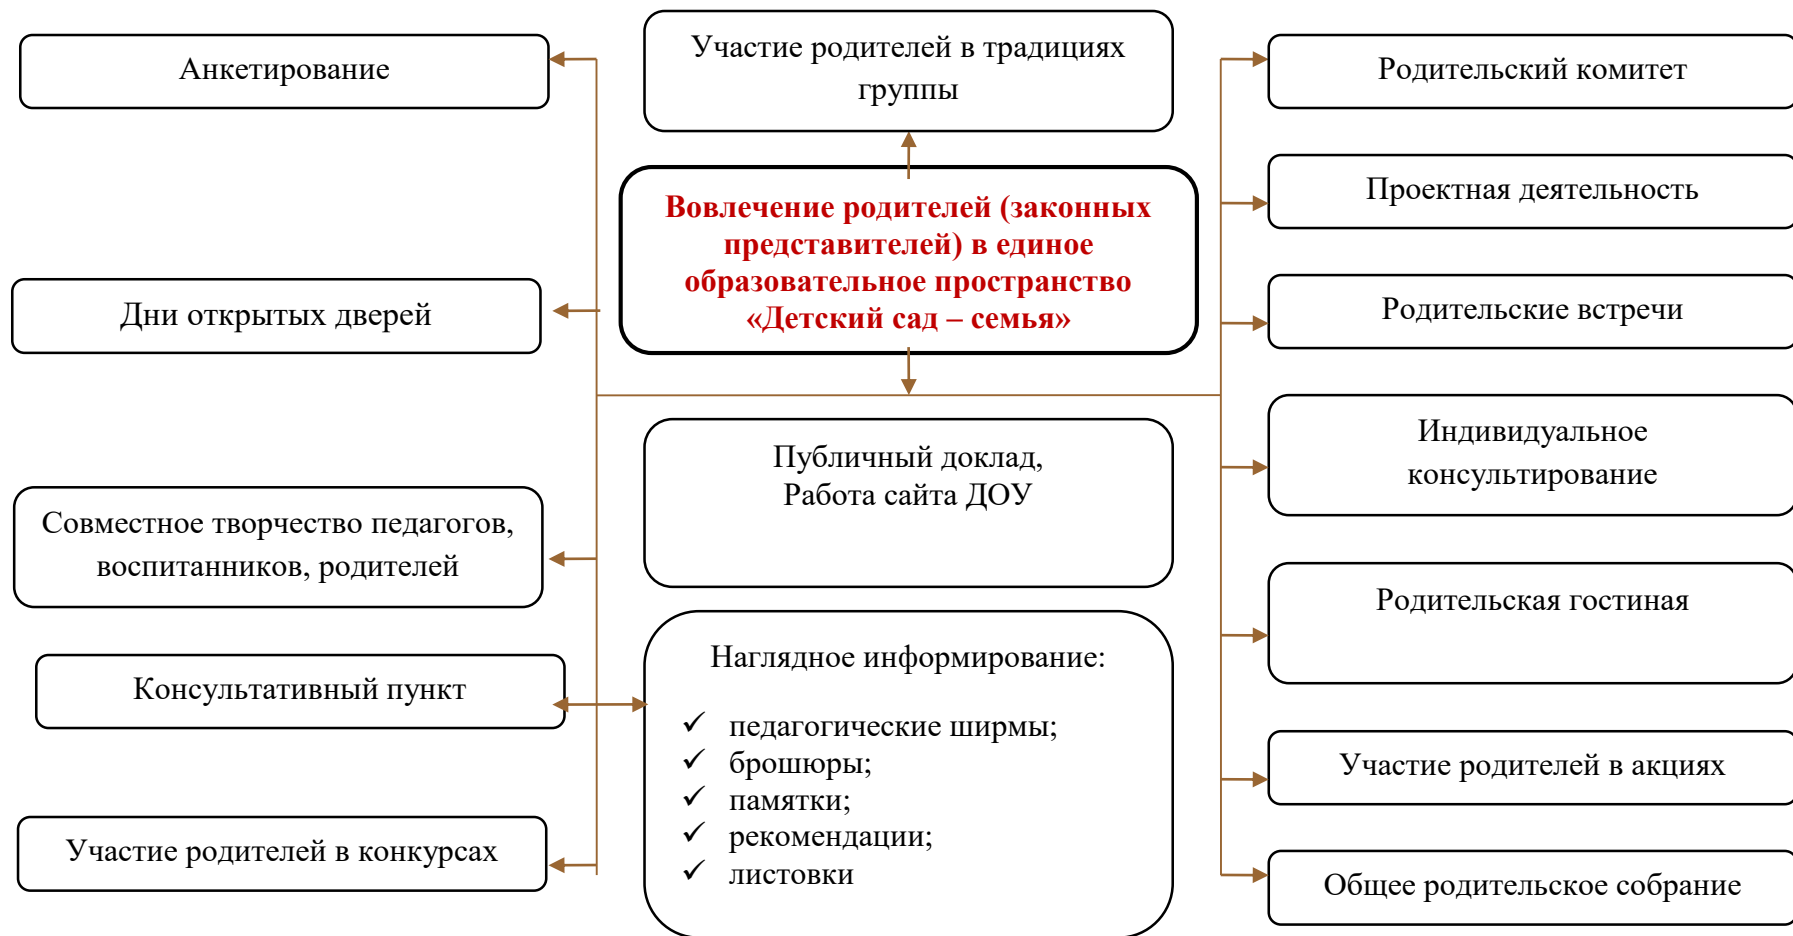 Анкетирование
Участие родителей в традициях
группы
Родительский комитет
Вовлечение родителей (законных
представителей) в единое
образовательное пространство
«Детский сад – семья»
Проектная деятельность
Дни открытых дверей
Родительские встречи
Публичный доклад,
Работа сайта ДОУ
Индивидуальное
консультирование
Совместное творчество педагогов,
воспитанников, родителей
Родительская гостиная
Консультативный пункт
Наглядное информирование:
✓ педагогические ширмы;
✓ брошюры;
✓ памятки;
✓ рекомендации;
✓ листовки
Участие родителей в акциях
Участие родителей в конкурсах
Общее родительское собрание